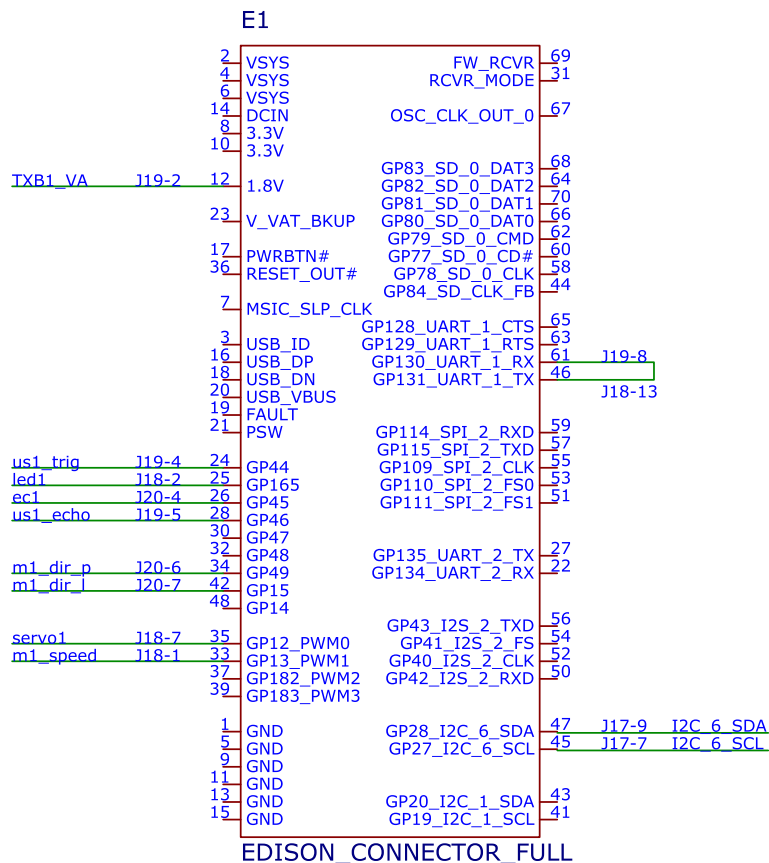 E1
2 VSYS
4 VSYS
6 VSYS
14 DCIN
8 3.3V
10 3.3V
TXB1_VA J19-2 12 1.8V
23 V_VAT_BKUP
17 PWRBTN#
36 RESET_OUT#
7 MSIC_SLP_CLK
3 USB_ID
16 USB_DP
18 USB_DN
20 USB_VBUS
19 FAULT
21 PSW
us1_trig J19-4 24 GP44
led1 J18-2 25 GP165
ec1 J20-4 26 GP45
us1_echo J19-5 28 GP46
30 GP47
32 GP48
m1_dir_p J20-6 34 GP49
m1_dir_l J20-7 42 GP15
48 GP14
servo1 J18-7 35 GP12_PWM0
m1_speed J18-1 33 GP13_PWM1
37 GP182_PWM2
39 GP183_PWM3
1 GND
5 GND
9 GND
11 GND
13 GND
15 GND
FW_RCVR 69
RCVR_MODE 31
OSC_CLK_OUT_0 67
GP83_SD_0_DAT3 68
GP82_SD_0_DAT2 64
GP81_SD_0_DAT1 70
GP80_SD_0_DAT0 66
GP79_SD_0_CMD 62
GP77_SD_0_CD# 60
GP78_SD_0_CLK 58
GP84_SD_CLK_FB 44
GP128_UART_1_CTS 65
GP129_UART_1_RTS 63
GP130_UART_1_RX 61 J19-8
GP131_UART_1_TX 46
J18-13
GP114_SPI_2_RXD 59
GP115_SPI_2_TXD 57
GP109_SPI_2_CLK 55
GP110_SPI_2_FS0 53
GP111_SPI_2_FS1 51
GP135_UART_2_TX 27
GP134_UART_2_RX 22
GP43_I2S_2_TXD 56
GP41_I2S_2_FS 54
GP40_I2S_2_CLK 52
GP42_I2S_2_RXD 50
GP28_I2C_6_SDA 47 J17-9 I2C_6_SDA
GP27_I2C_6_SCL 45 J17-7 I2C_6_SCL
GP20_I2C_1_SDA 43
GP19_I2C_1_SCL 41
EDISON_CONNECTOR_FULL